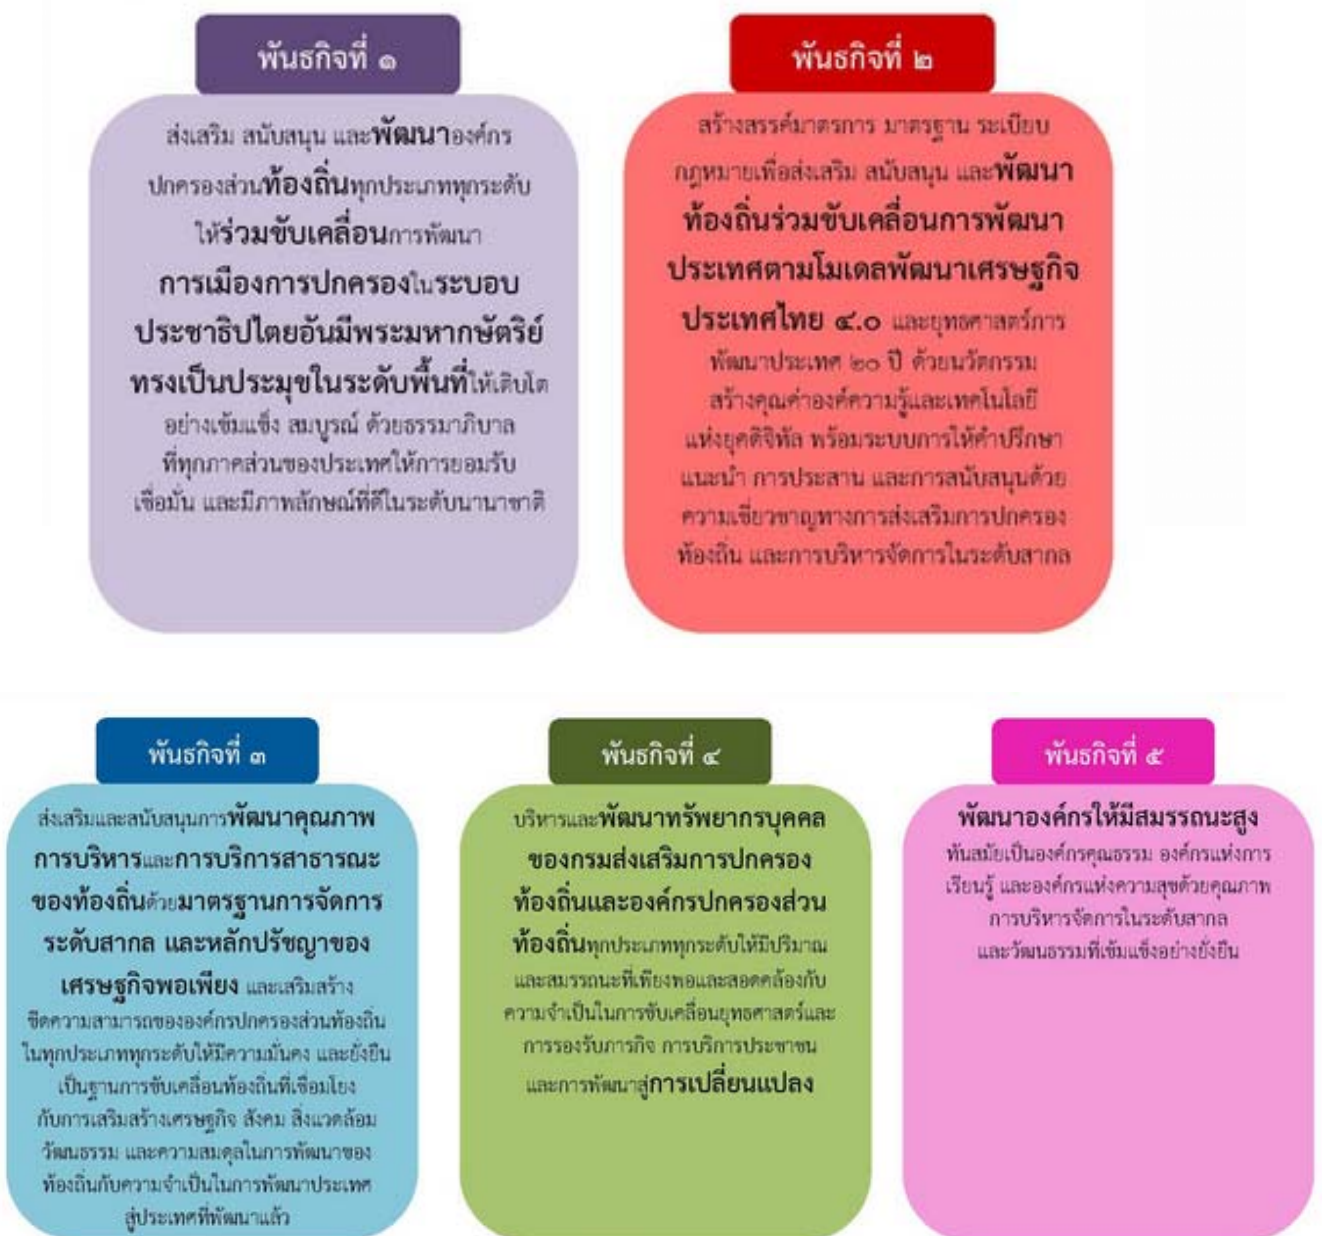 พันธกิจที่ ๑
ส่งเสริม สนับสนุน และพัฒนาองค์กร
ปกครองส่วนท้องถิ่นทุกประเภททุกระดับ
ให้ร่วมขับเคลื่อนการพัฒนา
การเมืองการปกครองในระบอบ
ประชาธิปไตยอันมีพระมหากษัตริย์
ทรงเป็นประมุขในระดับพื้นที่ให้เติบโต
อย่างเข้มแข็ง สมบูรณ์ ด้วยธรรมาภิบาล
ที่ทุกภาคส่วนของประเทศให้การยอมรับ
เชื่อมั่น และมีภาพลักษณ์ที่ดีในระดับนานาชาติ
พันธกิจที่ ๒
สร้างสรรค์มาตรการ มาตรฐาน ระเบียบ
กฎหมายเพื่อส่งเสริม สนับสนุน และพัฒนา
ท้องถิ่นร่วมขับเคลื่อนการพัฒนา
ประเทศตามโมเดลพัฒนาเศรษฐกิจ
ประเทศไทย ๔.๐ และยุทธศาสตร์การ
พัฒนาประเทศ ๒๐ ปี ด้วยนวัตกรรม
สร้างคุณค่าองค์ความรู้และเทคโนโลยี
แห่งยุคดิจิทัล พร้อมระบบการให้คำปรึกษา
แนะนำ การประสาน และการสนับสนุนด้วย
ความเชี่ยวชาญทางการส่งเสริมการปกครอง
ท้องถิ่น และการบริหารจัดการในระดับสากล
พันธกิจที่ ๓
ส่งเสริมและสนับสนุนการพัฒนาคุณภาพ
การบริหารและการบริการสาธารณะ
ของท้องถิ่นด้วยมาตรฐานการจัดการ
ระดับสากล และหลักปรัชญาของ
เศรษฐกิจพอเพียง และเสริมสร้าง
ขีดความสามารถขององค์กรปกครองส่วนท้องถิ่น
ในทุกประเภททุกระดับให้มีความมั่นคง และยั่งยืน
เป็นฐานการขับเคลื่อนท้องถิ่นที่เชื่อมโยง
กับการเสริมสร้างเศรษฐกิจ สังคม สิ่งแวดล้อม
วัฒนธรรม และความสมดุลในการพัฒนาของ
ท้องถิ่นกับความจำเป็นในการพัฒนาประเทศ
สู่ประเทศที่พัฒนาแล้ว
พันธกิจที่ ๔
บริหารและพัฒนาทรัพยากรบุคคล
ของกรมส่งเสริมการปกครอง
ท้องถิ่นและองค์กรปกครองส่วน
ท้องถิ่นทุกประเภททุกระดับให้มีปริมาณ
และสมรรถนะที่เพียงพอและสอดคล้องกับ
ความจำเป็นในการขับเคลื่อนยุทธศาสตร์และ
การรองรับภารกิจ การบริการประชาชน
และการพัฒนาสู่การเปลี่ยนแปลง
พันธกิจที่ ๕
พัฒนาองค์กรให้มีสมรรถนะสูง
ทันสมัยเป็นองค์กรคุณธรรม องค์กรแห่งการ
เรียนรู้ และองค์กรแห่งความสุขด้วยคุณภาพ
การบริหารจัดการในระดับสากล
และวัฒนธรรมที่เข้มแข็งอย่างยั่งยืน